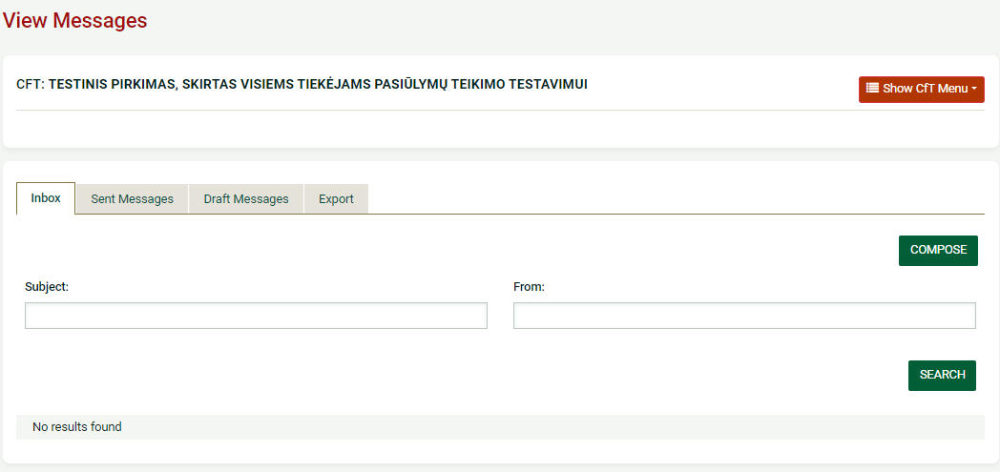 View Messages
CFT: TESTINIS PIRKIMAS, SKIRTAS VISIEMS TIEKĖJAMS PASIŪLYMŲ TEIKIMO TESTAVIMUI
Show CfT Menu
Inbox Sent Messages Draft Messages Export
COMPOSE
Subject: From:
SEARCH
No results found